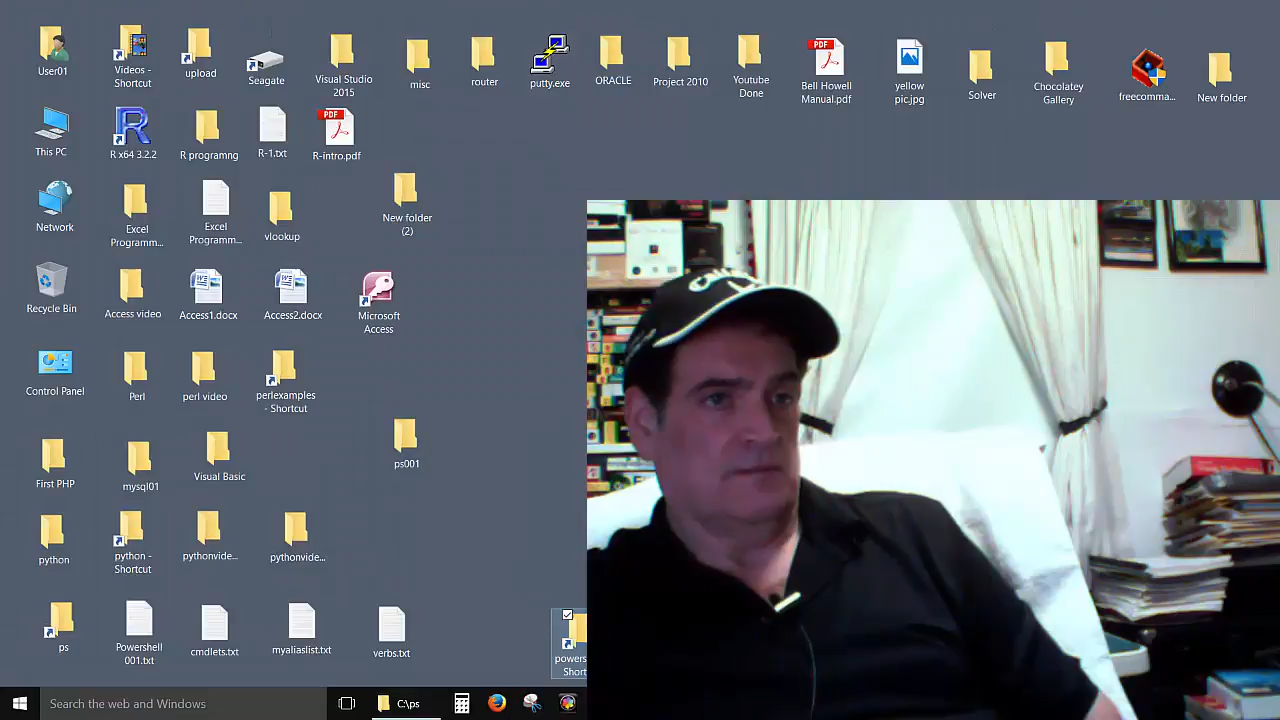 User01
Videos -
Shortcut
upload
Seagate
Visual Studio
2015
misc
router
putty.exe
ORACLE
Project 2010
Youtube
Done
PDF
Bell Howell
Manual.pdf
yellow
pic.jpg
Solver
Chocolatey
Gallery
freecomma...
New folder
This PC
R x64 3.2.2
R programng
R-1.txt
PDF
R-intro.pdf
Network
Excel
Programm...
Excel
Programm...
vlookup
New folder
(2)
Recycle Bin
Access video
Access1.docx
Access2.docx
Microsoft
Access
Control Panel
Perl
perl video
perlexamples
- Shortcut
First PHP
mysql01
Visual Basic
ps001
python
python -
Shortcut
pythonvide...
pythonvide...
ps
Powershell
001.txt
cmdlets.txt
myaliaslist.txt
verbs.txt
powers
Short
Search the web and Windows
C:\ps